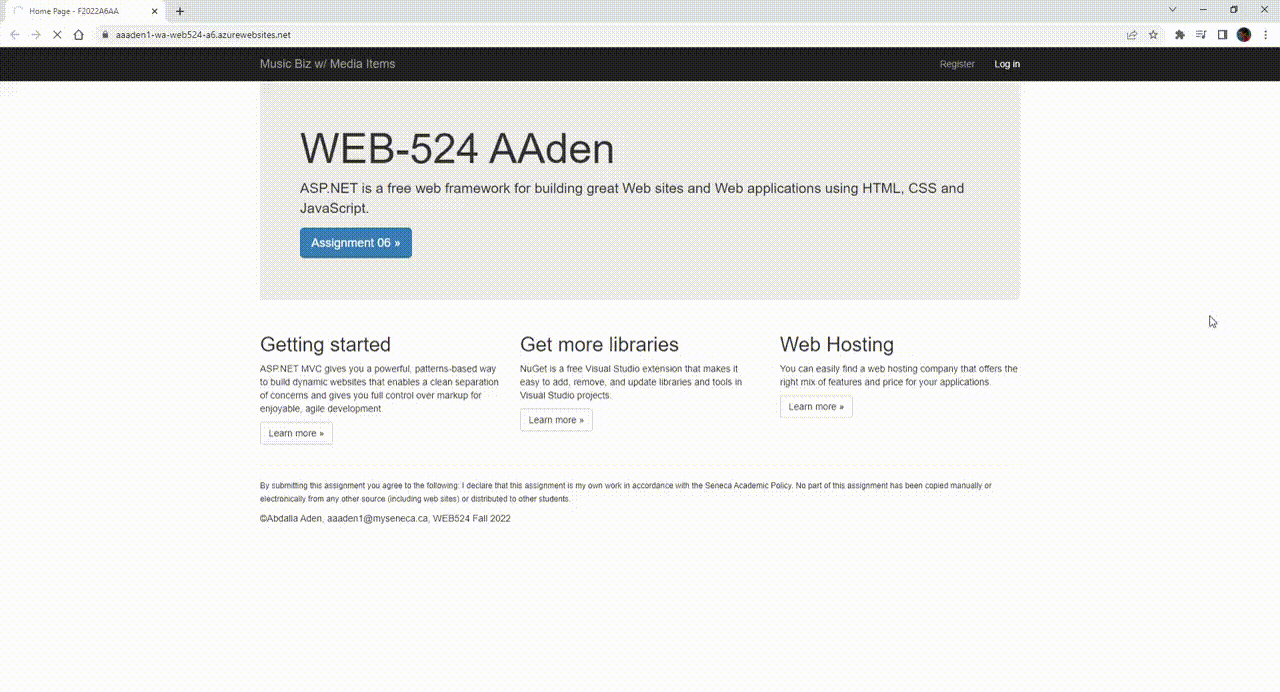 Home Page - F2022A6AA
aaaden1-wa-web524-a6.azurewebsites.net
Music Biz w/ Media Items
Register
Log in
WEB-524 AAden
ASP.NET is a free web framework for building great Web sites and Web applications using HTML, CSS and
JavaScript.
Assignment 06 »
Getting started
ASP.NET MVC gives you a powerful, patterns-based way
to build dynamic websites that enables a clean separation
of concerns and gives you full control over markup for
enjoyable, agile development.
Learn more »
Get more libraries
NuGet is a free Visual Studio extension that makes it
easy to add, remove, and update libraries and tools in
Visual Studio projects.
Learn more »
Web Hosting
You can easily find a web hosting company that offers the
right mix of features and price for your applications.
Learn more »
By submitting this assignment you agree to the following: I declare that this assignment is my own work in accordance with the Seneca Academic Policy. No part of this assignment has been copied manually or
electronically from any other source (including web sites) or distributed to other students.
©Abdalla Aden, aaaden1@myseneca.ca, WEB524 Fall 2022